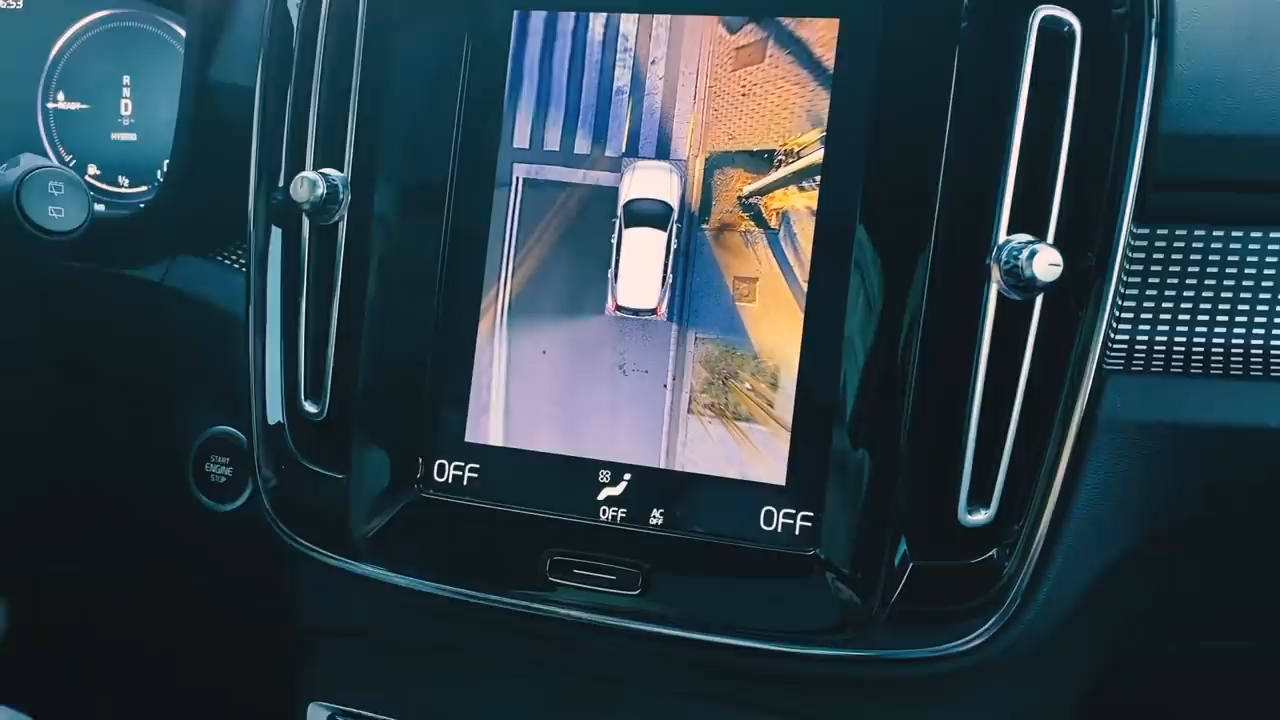 6:53
R
N
D
B
READY
HYBRID
1/2
START
ENGINE
STOP
OFF
OFF
AC
OFF
OFF